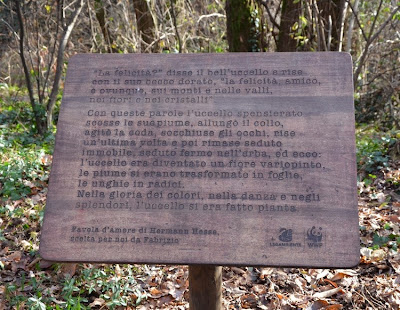 "La felicità?" disse il bell'uccello e rise
con il suo becco dorato, "la felicità, amico,
è ovunque, sui monti e nelle valli,
nei fiori e nei cristalli"
Con queste parole l'uccello spensierato
scosse le sue piume, allungò il collo,
agitò la coda, socchiuse gli occhi, rise
un'ultima volta e poi rimase seduto
immobile, seduto fermo nell'erba, ed ecco:
l'uccello era diventato un fiore variopinto,
le piume si erano trasformate in foglie,
le unghie in radici.
Nella gloria dei colori, nella danza e negli
splendori, l'uccello si era fatto pianta.
Favola d'amore di Hermann Hesse,
scelta per noi da Fabrizio
WWF